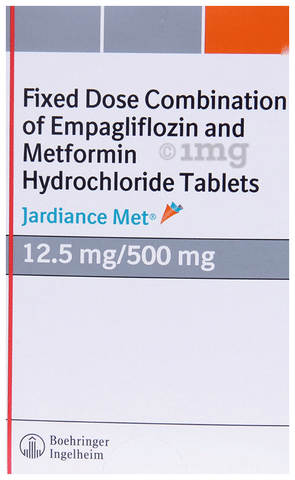 Fixed Dose Combination
of Empagliflozin and
Metformin
©1mg
Hydrochloride Tablets
Jardiance Met®
12.5 mg/500 mg
Boehringer
Ingelheim